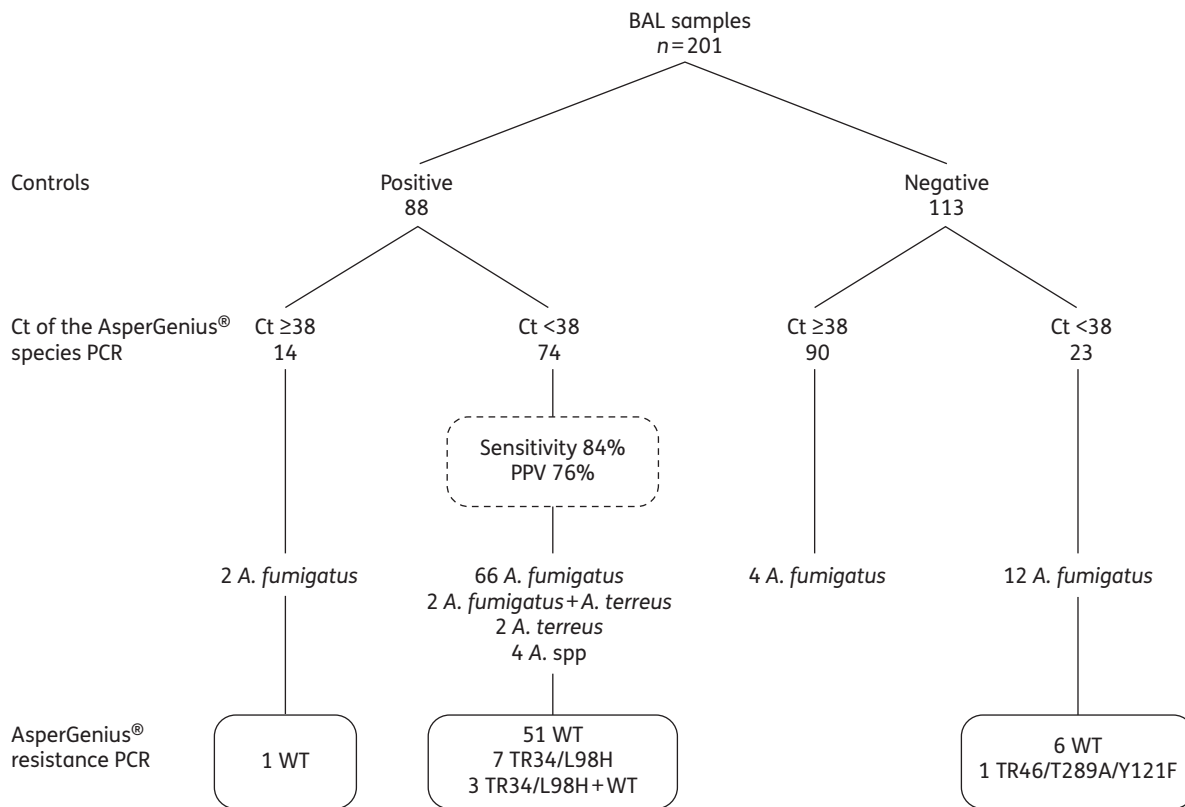 BAL samples
n=201
Controls
Positive
88
Negative
113
Ct of the AsperGenius®
species PCR
Ct ≥38
14
Ct <38
74
Ct ≥38
90
Ct <38
23
Sensitivity 84%
PPV 76%
2 A. fumigatus
66 A. fumigatus
2 A. fumigatus+A. terreus
2 A. terreus
4 A. spp
4 A. fumigatus
12 A. fumigatus
AsperGenius®
resistance PCR
1 WT
51 WT
7 TR34/L98H
3 TR34/L98H+WT
6 WT
1 TR46/T289A/Y121F